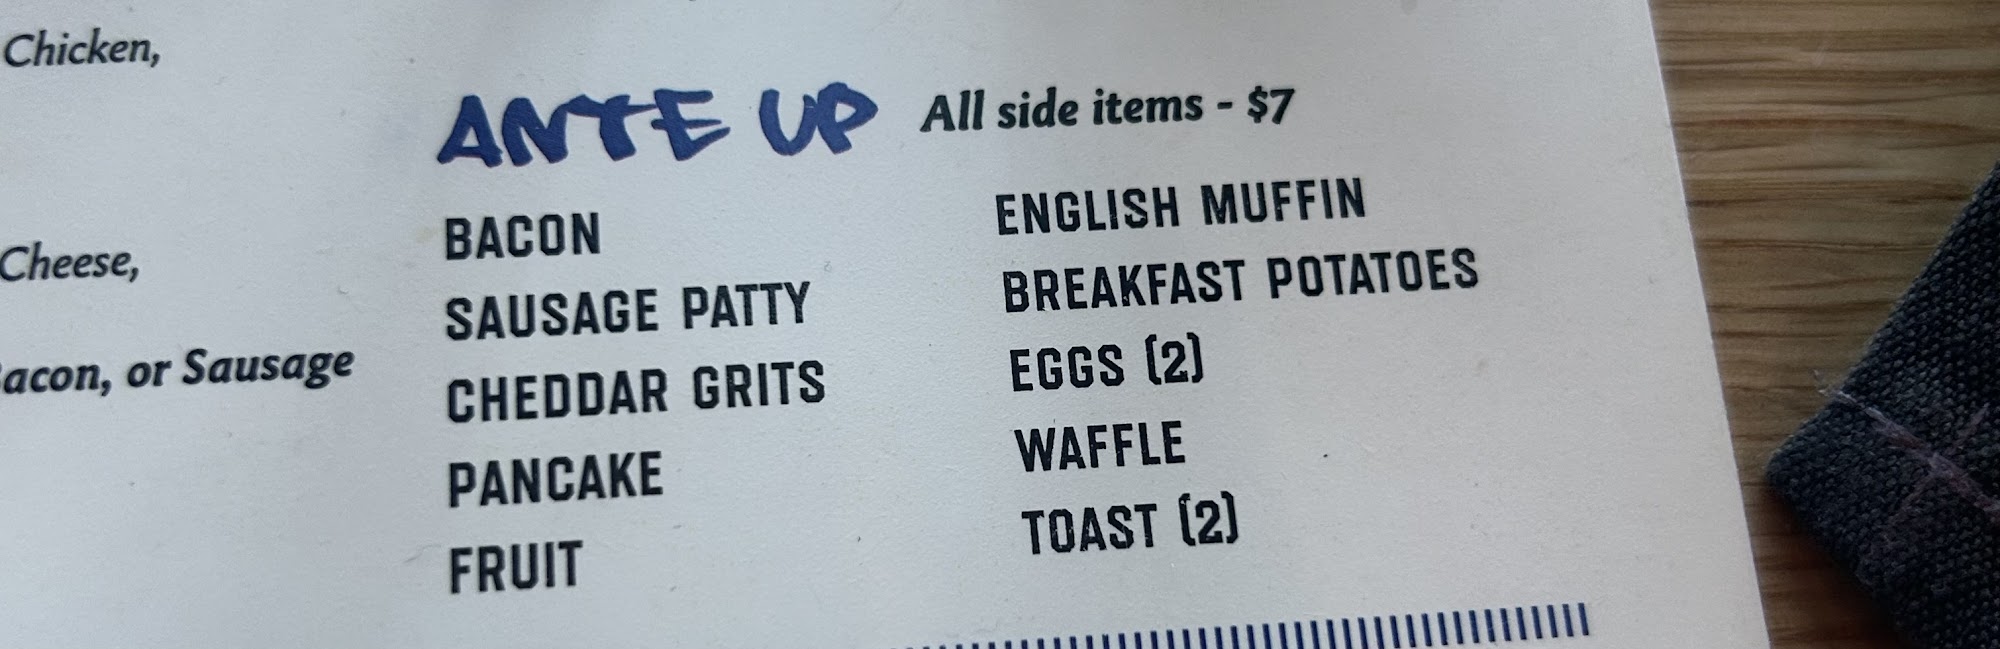 Chicken,
Cheese,
acon, or Sausage
ANTE UP All side items - $7
BACON
SAUSAGE PATTY
CHEDDAR GRITS
PANCAKE
FRUIT
ENGLISH MUFFIN
BREAKFAST POTATOES
EGGS (2)
WAFFLE
TOAST (2)